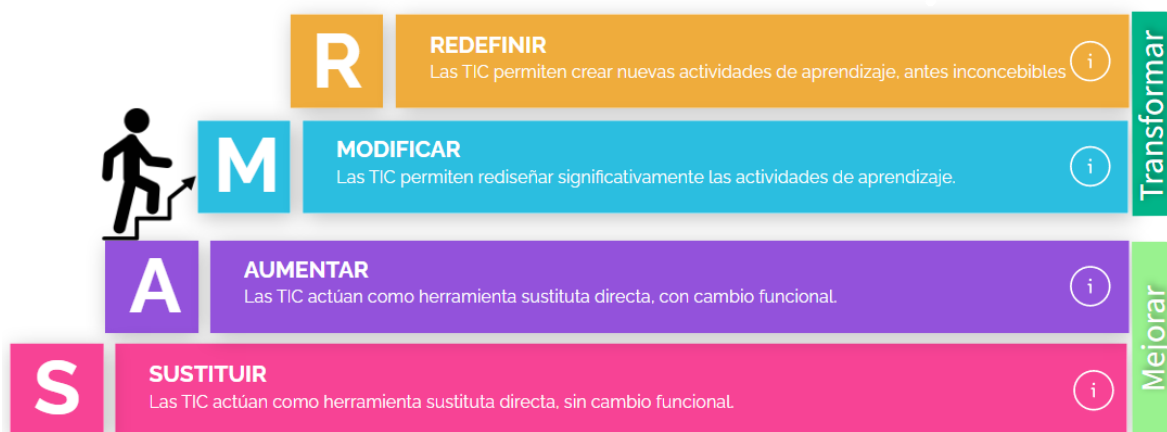 R
REDEFINIR
Las TIC permiten crear nuevas actividades de aprendizaje, antes inconcebibles
i
M
MODIFICAR
Las TIC permiten rediseñar significativamente las actividades de aprendizaje.
i
Transformar
A
AUMENTAR
Las TIC actúan como herramienta sustituta directa, con cambio funcional.
i
S
SUSTITUIR
Las TIC actúan como herramienta sustituta directa, sin cambio funcional.
i
Mejorar